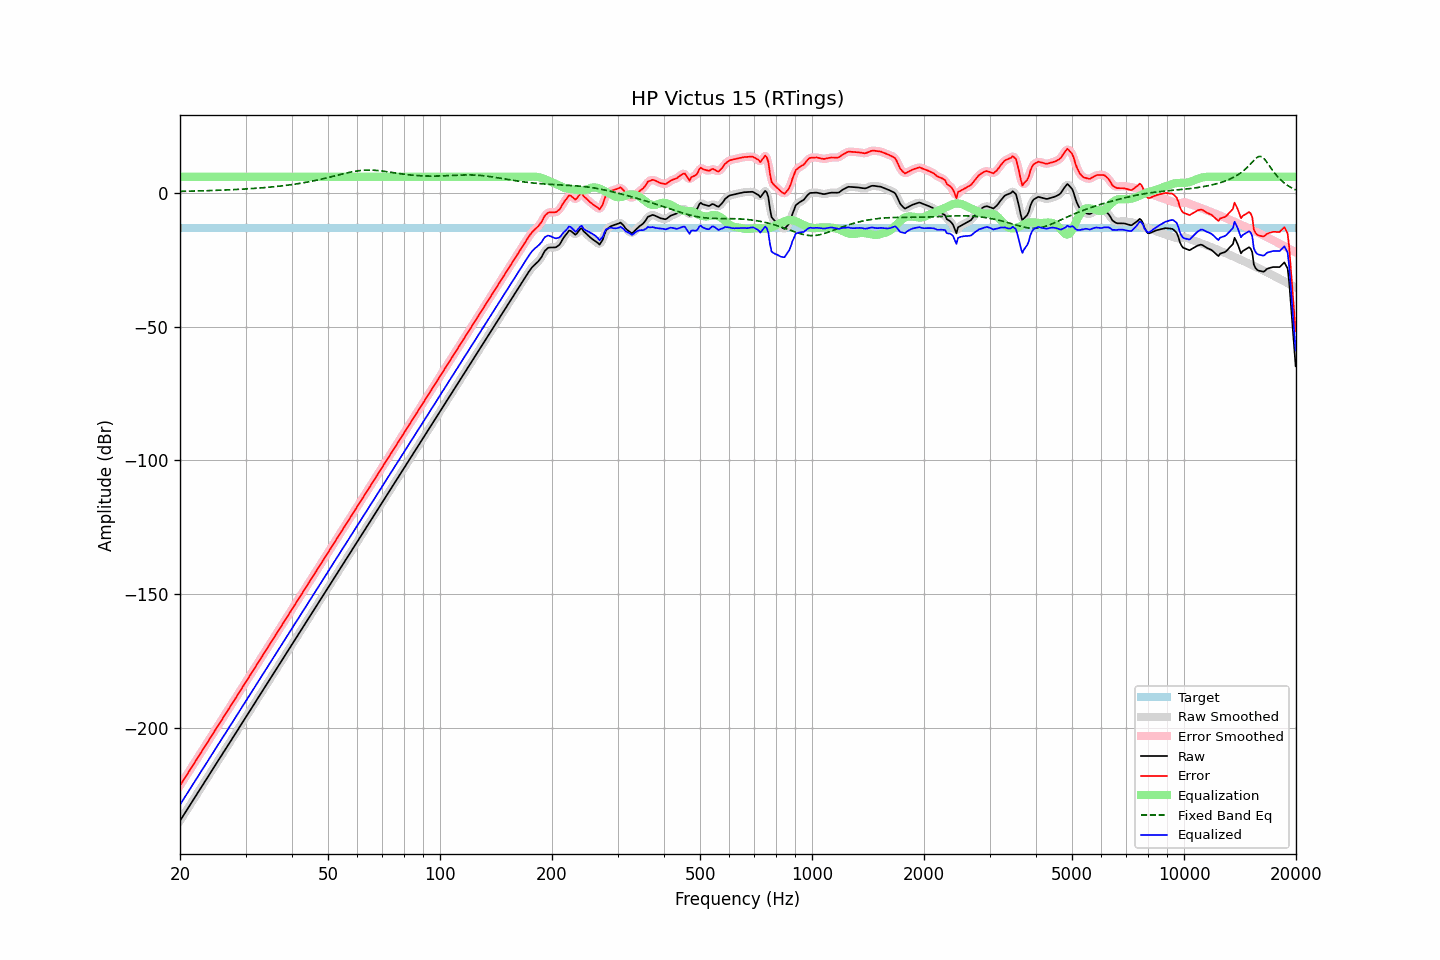 HP Victus 15 (RTings)
Amplitude (dBr)
0
−50
−100
−150
−200
20
50
100
200
500
1000
2000
5000
10000
20000
Frequency (Hz)
Target
Raw Smoothed
Error Smoothed
Raw
Error
Equalization
Fixed Band Eq
Equalized